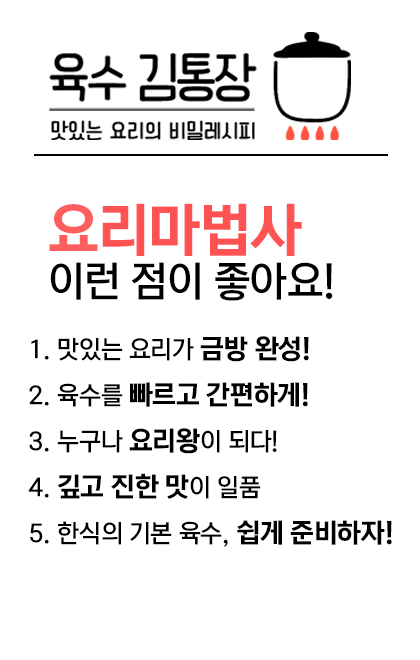 육수 김통장
맛있는 요리의 비밀레시피
요리마법사
이런 점이 좋아요!
1. 맛있는 요리가 금방 완성!
2. 육수를 빠르고 간편하게!
3. 누구나 요리왕이 되다!
4. 깊고 진한 맛이 일품
5. 한식의 기본 육수, 쉽게 준비하자!